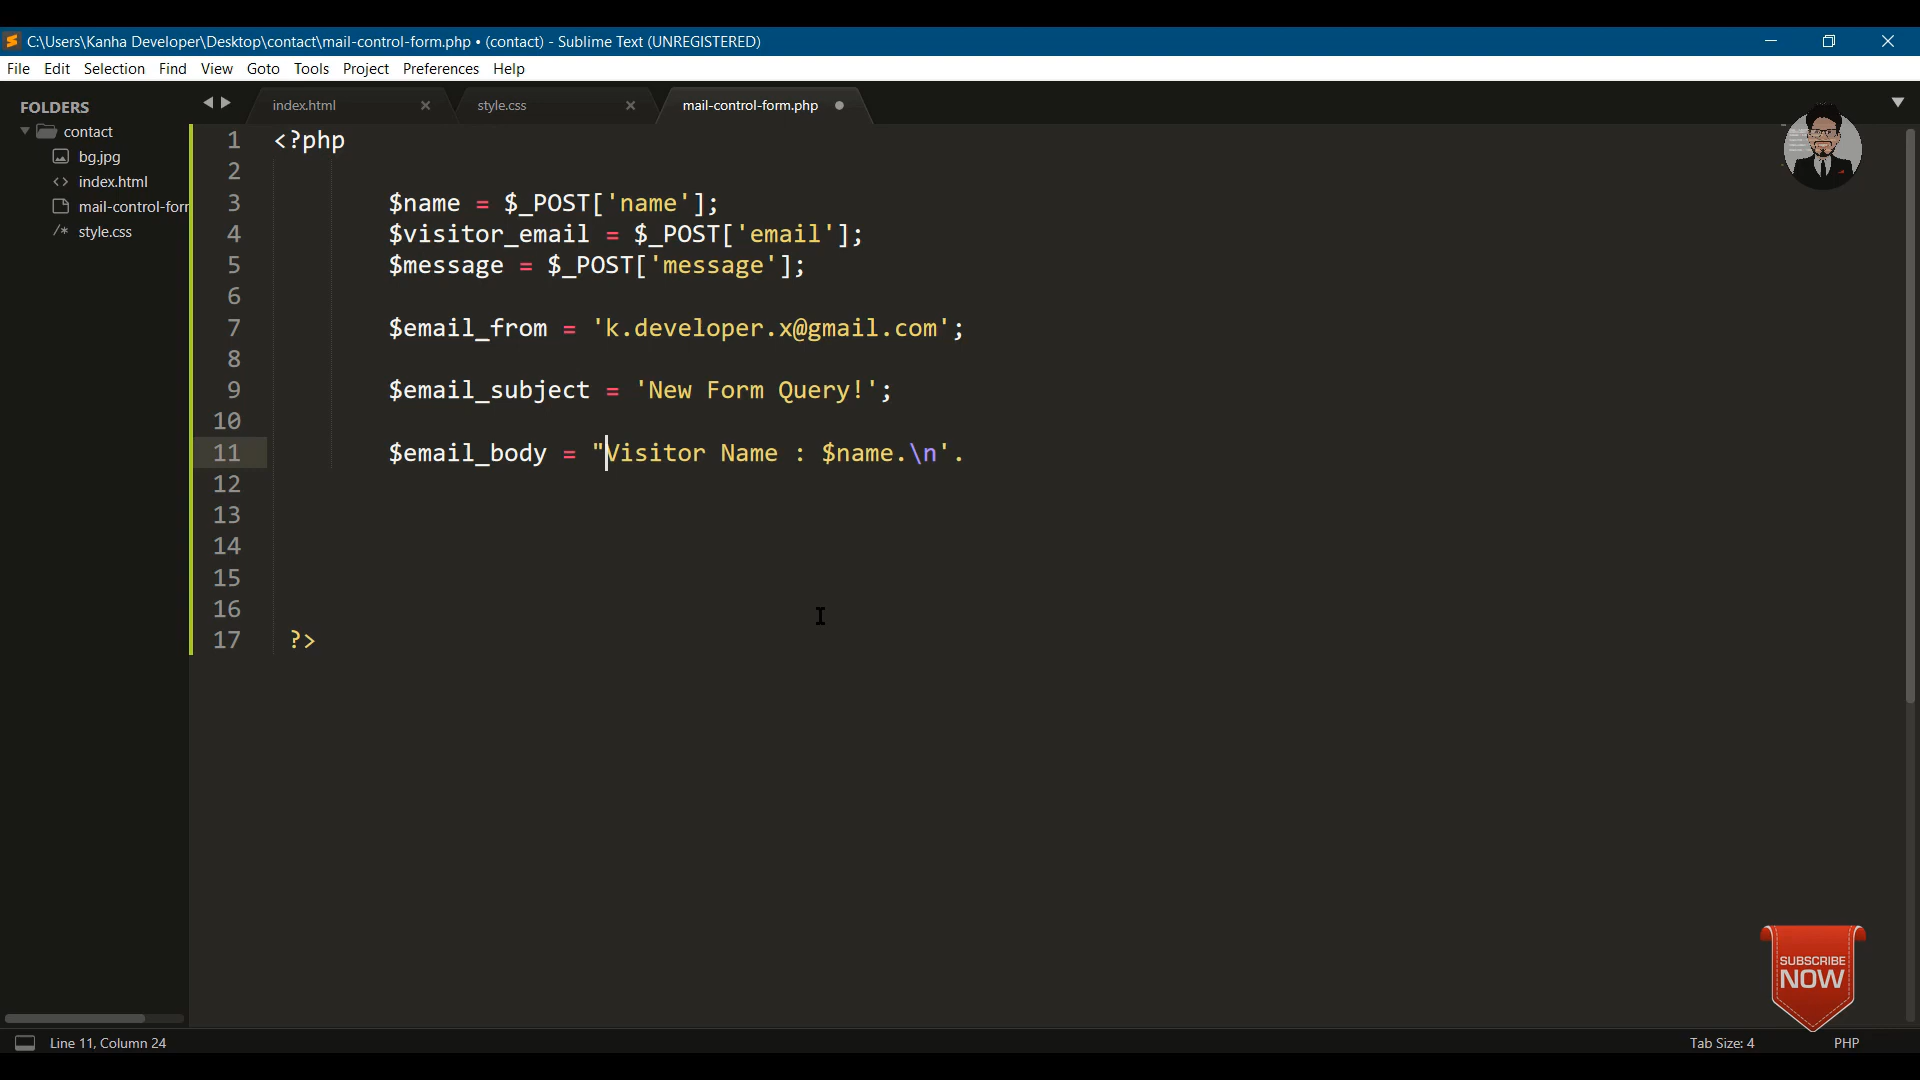 C:\Users\Kanha Developer\Desktop\contact\mail-control-form.php • (contact) - Sublime Text (UNREGISTERED)
File Edit Selection Find View Goto Tools Project Preferences Help
FOLDERS
contact
bg.jpg
index.html
mail-control-for
style.css
index.html style.css mail-control-form.php
1 <?php
2
3 $name = $_POST['name'];
4 $visitor_email = $_POST['email'];
5 $message = $_POST['message'];
6
7 $email_from = 'k.developer.x@gmail.com';
8
9 $email_subject = 'New Form Query!';
10
11 $email_body = "Visitor Name : $name.\n'.
12
13
14
15
16
17 ?>
SUBSCRIBE
NOW
Line 11, Column 24
Tab Size: 4 PHP